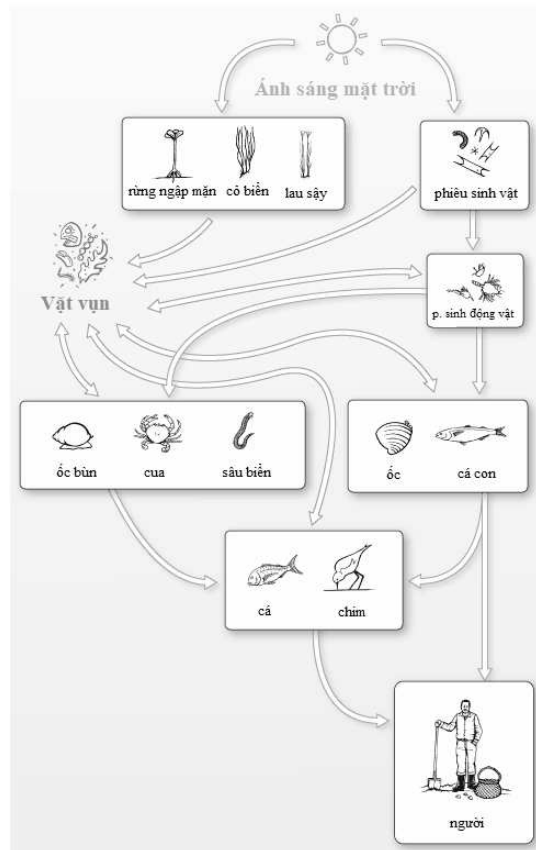 Ánh sáng mặt trời
rừng ngập mặn cỏ biển lau sậy
phiêu sinh vật
Vật vụn
p. sinh động vật
ốc bùn cua sâu biển
ốc cá con
cá chim
người